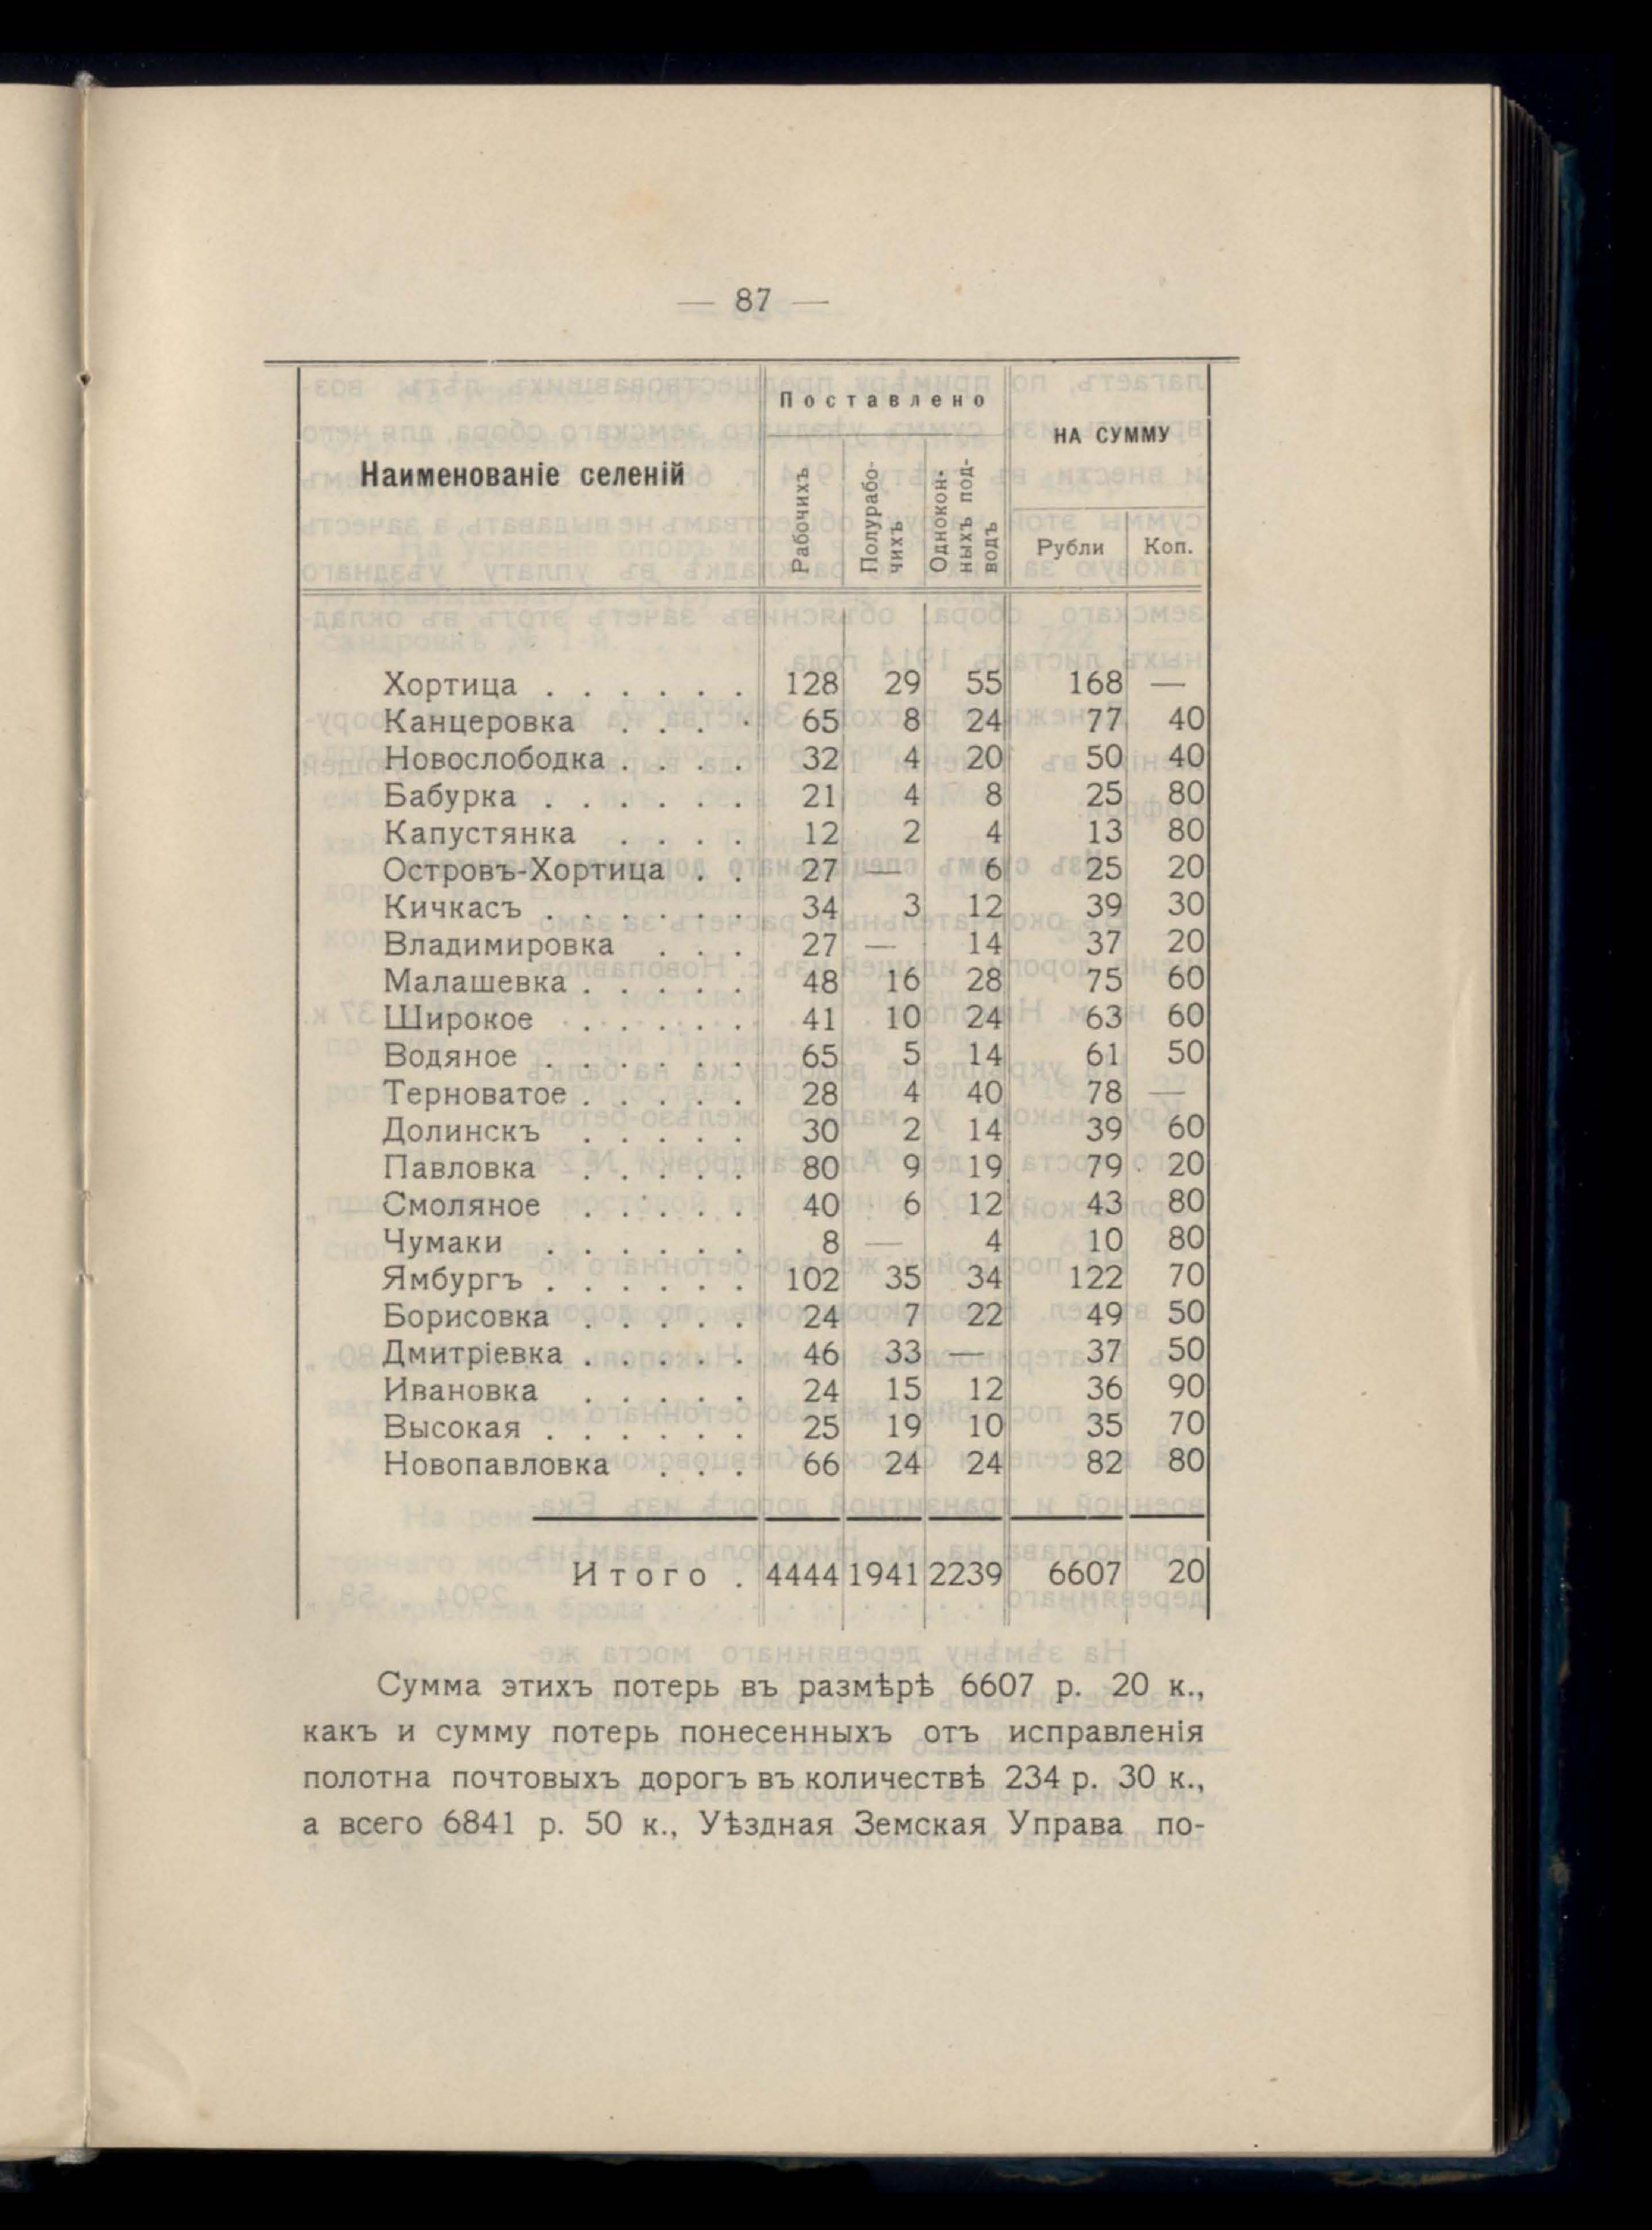 — 87 —
Наименованіе селеній
Поставлено
НА СУММУ
Рабочихъ
Полурабо-
чихъ
Однокон-
ныхъ под-
водъ
Рубли Коп.
Хортица . . . . . . 128 29 55 168 —
Канцеровка . . . . 65 8 24 77 40
Новослободка . . . . 32 4 20 50 40
Бабурка . . . . . . 21 4 8 25 80
Капустянка . . . . 12 2 4 13 80
Островъ-Хортица . . 27 — 6 25 20
Кичкасъ . . . . . . 34 3 12 39 30
Владимировка . . . 27 — 14 37 20
Малашевка . . . . . 48 16 28 75 60
Широкое . . . . . 41 10 24 63 60
Водяное . . . . . . 65 5 14 61 50
Терноватое . . . . . 28 4 40 78 —
Долинскъ . . . . . 30 2 14 39 60
Павловка . . . . . 80 9 19 79 20
Смоляное . . . . . 40 6 12 43 80
Чумаки . . . . . . 8 — 4 10 80
Ямбургъ . . . . . . 102 35 34 122 70
Борисовка . . . . . 24 7 22 49 50
Дмитріевка . . . . . 46 33 — 37 50
Ивановка . . . . . 24 15 12 36 90
Высокая . . . . . . 25 19 10 35 70
Новопавловка . . . 66 24 24 82 80
Итого . 4444 1941 2239 6607 20
Сумма этихъ потерь въ размѣрѣ 6607 р. 20 к.,
какъ и сумму потерь понесенныхъ отъ исправленія
полотна почтовыхъ дорогъ въ количествѣ 234 р. 30 к.,
а всего 6841 р. 50 к., Уѣздная Земская Управа по-